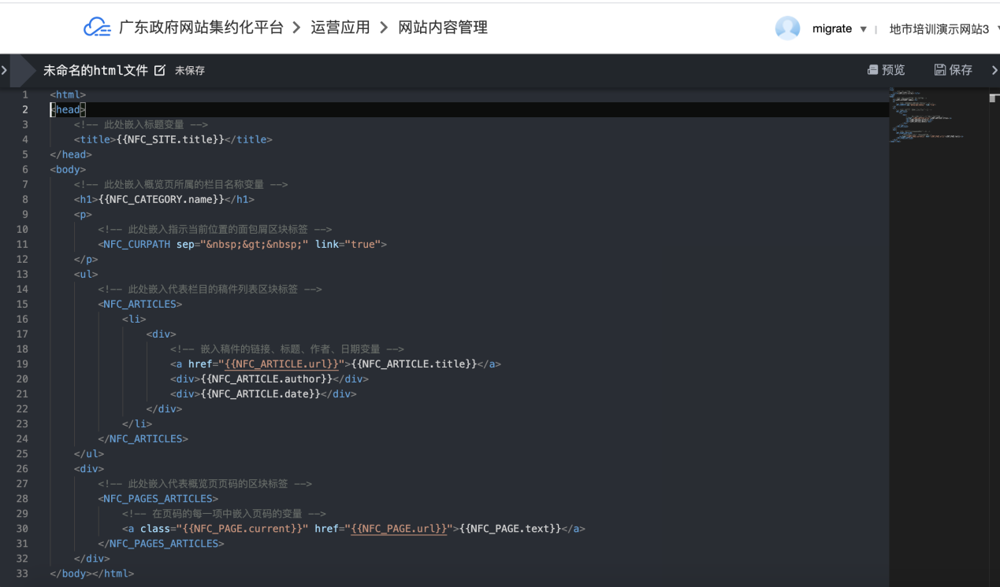 广东政府网站集约化平台 > 运营应用 > 网站内容管理 migrate ▼ | 地市培训演示网站3
未命名的html文件 未保存 预览 保存
1 <html>
2 <head>
3 <!-- 此处嵌入标题变量 -->
4 <title>{{NFC_SITE.title}}</title>
5 </head>
6 <body>
7 <!-- 此处嵌入概览页所属的栏目名称变量 -->
8 <h1>{{NFC_CATEGORY.name}}</h1>
9 <p>
10 <!-- 此处嵌入指示当前位置的面包屑区块标签 -->
11 <NFC_CURPATH sep="&nbsp;&gt;&nbsp;" link="true">
12 </p>
13 <ul>
14 <!-- 此处嵌入代表栏目的稿件列表区块标签 -->
15 <NFC_ARTICLES>
16 <li>
17 <div>
18 <!-- 嵌入稿件的链接、标题、作者、日期变量 -->
19 <a href="{{NFC_ARTICLE.url}}">{{NFC_ARTICLE.title}}</a>
20 <div>{{NFC_ARTICLE.author}}</div>
21 <div>{{NFC_ARTICLE.date}}</div>
22 </div>
23 </li>
24 </NFC_ARTICLES>
25 </ul>
26 <div>
27 <!-- 此处嵌入代表概览页页码的区块标签 -->
28 <NFC_PAGES_ARTICLES>
29 <!-- 在页码的每一项中嵌入页码的变量 -->
30 <a class="{{NFC_PAGE.current}}" href="{{NFC_PAGE.url}}">{{NFC_PAGE.text}}</a>
31 </NFC_PAGES_ARTICLES>
32 </div>
33 </body></html>